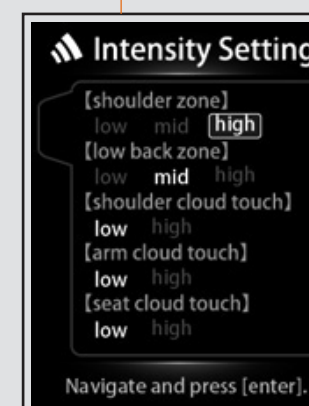 Intensity Setting
【shoulder zone】
low mid high
【low back zone】
low mid high
【shoulder cloud touch】
low high
【arm cloud touch】
low high
【seat cloud touch】
low high
Navigate and press [enter].